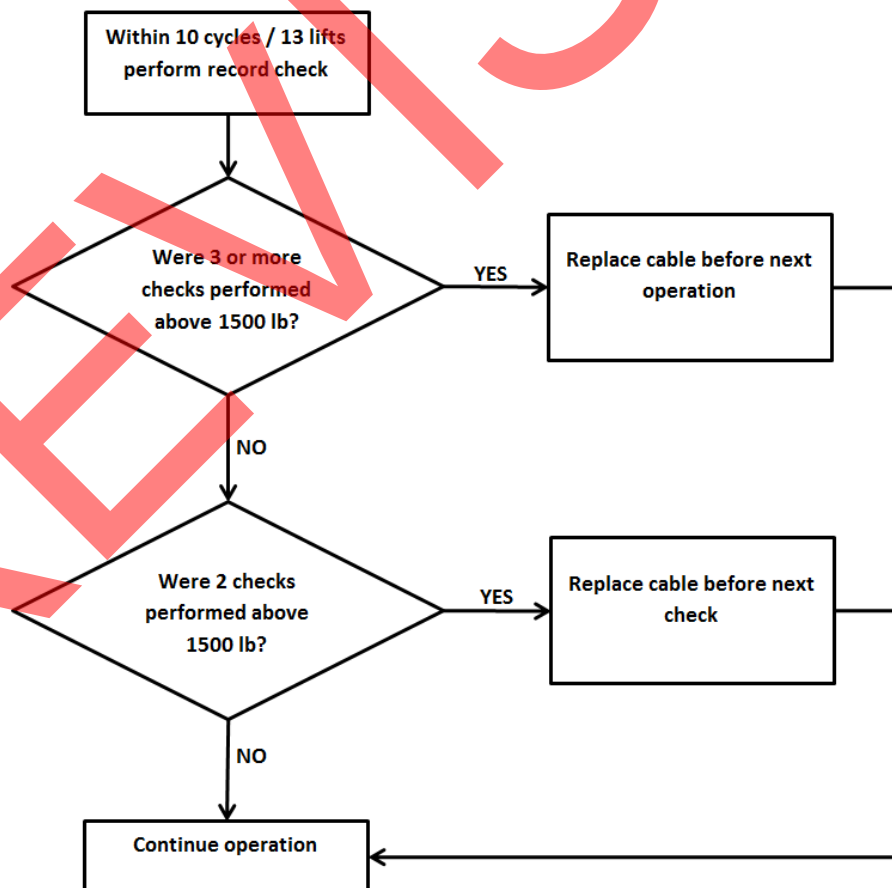 Within 10 cycles / 13 lifts
perform record check
Were 3 or more
checks performed
above 1500 lb?
YES
Replace cable before next
operation
NO
Were 2 checks
performed above
1500 lb?
YES
Replace cable before next
check
NO
Continue operation